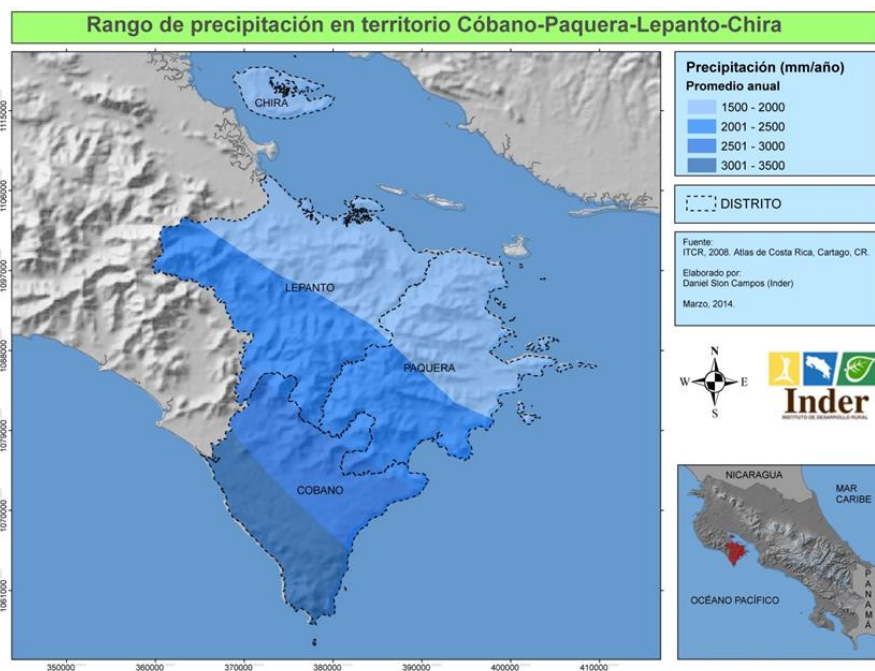 Rango de precipitación en territorio Cóbano-Paquera-Lepanto-Chira
CHIRA
LEPANTO
PAQUERA
COBANO
1115000
1106000
1097000
1088000
1079000
1070000
1061000
350000
360000
370000
380000
390000
400000
410000
Precipitación (mm/año)
Promedio anual
1500 - 2000
2001 - 2500
2501 - 3000
3001 - 3500
DISTRITO
Fuente:
ITCR, 2008. Atlas de Costa Rica, Cartago, CR.
Elaborado por:
Daniel Slon Campos (Inder)
Marzo, 2014.
N
W E
S
Inder
INSTITUTO DE DESARROLLO RURAL
NICARAGUA
MAR
CARIBE
OCÉANO PACÍFICO
PANAMÁ